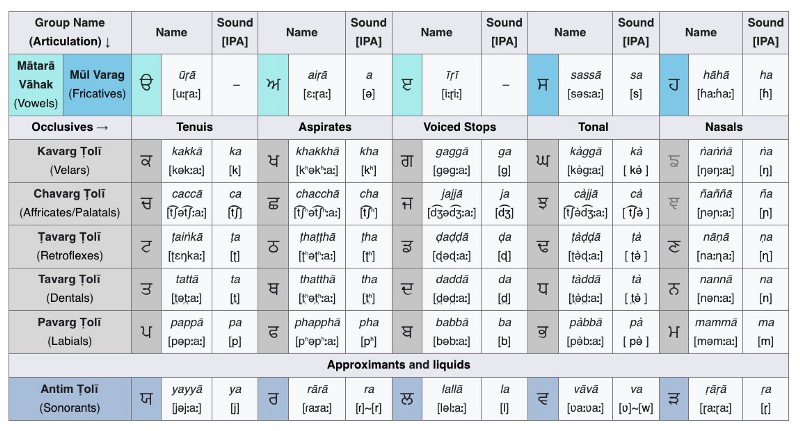 Group Name (Articulation) ↓ Name Sound [IPA] Name Sound [IPA] Name Sound [IPA] Name Sound [IPA] Name Sound [IPA]
Mātarā Vāhak (Vowels) Mūl Varag (Fricatives) ੳ ūṛā [uːɽaː] – ਅ aiṛā [ɛːɽaː] a [ə] ੲ īṛī [iːɽiː] – ਸ sassā [səsːaː] sa [s] ਹ hāhā [ɦaːɦaː] ha [ɦ]
Occlusives → Tenuis Aspirates Voiced Stops Tonal Nasals
Kavarg Ṭolī (Velars) ਕ kakkā [kəkːaː] ka [k] ਖ khakkhā [kʰəkʰːaː] kha [kʰ] ਗ gaggā [gəgːaː] ga [g] ਘ kàggā [kə̀gːaː] kà [ kə̀ ] ਙ ṅaṅṅā [ŋəŋːaː] ṅa [ŋ]
Chavarg Ṭolī (Affricates/Palatals) ਚ caccā [t͡ʃət͡ʃːaː] ca [t͡ʃ] ਛ chacchā [t͡ʃʰət͡ʃʰːaː] cha [t͡ʃʰ] ਜ jajjā [d͡ʒəd͡ʒːaː] ja [d͡ʒ] ਝ càjjā [t͡ʃə̀d͡ʒːaː] cà [ t͡ʃə̀ ] ਞ ñaññā [ɲəɲːaː] ña [ɲ]
Ṭavarg Ṭolī (Retroflexes) ਟ ṭaiṅkā [ʈɛŋkaː] ṭa [ʈ] ਠ ṭhaṭṭhā [ʈʰəʈʰːaː] ṭha [ʈʰ] ਡ ḍaḍḍā [ɖəɖːaː] ḍa [ɖ] ਢ ṭàḍḍā [ʈə̀ɖːaː] ṭà [ ʈə̀ ] ਣ nāṇā [naːɳaː] ṇa [ɳ]
Tavarg Ṭolī (Dentals) ਤ tattā [t̪ət̪ːaː] ta [t̪] ਥ thatthā [t̪ʰət̪ʰːaː] tha [t̪ʰ] ਦ daddā [d̪əd̪ːaː] da [d̪] ਧ tàddā [t̪ə̀d̪ːaː] tà [ t̪ə̀ ] ਨ nannā [nənːaː] na [n]
Pavarg Ṭolī (Labials) ਪ pappā [pəpːaː] pa [p] ਫ phapphā [pʰəpʰːaː] pha [pʰ] ਬ babbā [bəbːaː] ba [b] ਭ pàbbā [pə̀bːaː] pà [ pə̀ ] ਮ mammā [məmːaː] ma [m]
Approximants and liquids
Antim Ṭolī (Sonorants) ਯ yayyā [jəjːaː] ya [j] ਰ rārā [raːɾaː] ra [ɾ]~[r] ਲ lallā [ləlːaː] la [l] ਵ vāvā [ʋaːʋaː] va [ʋ]~[w] ੜ ṛāṛā [ɽaːɽaː] ṛa [ɽ]